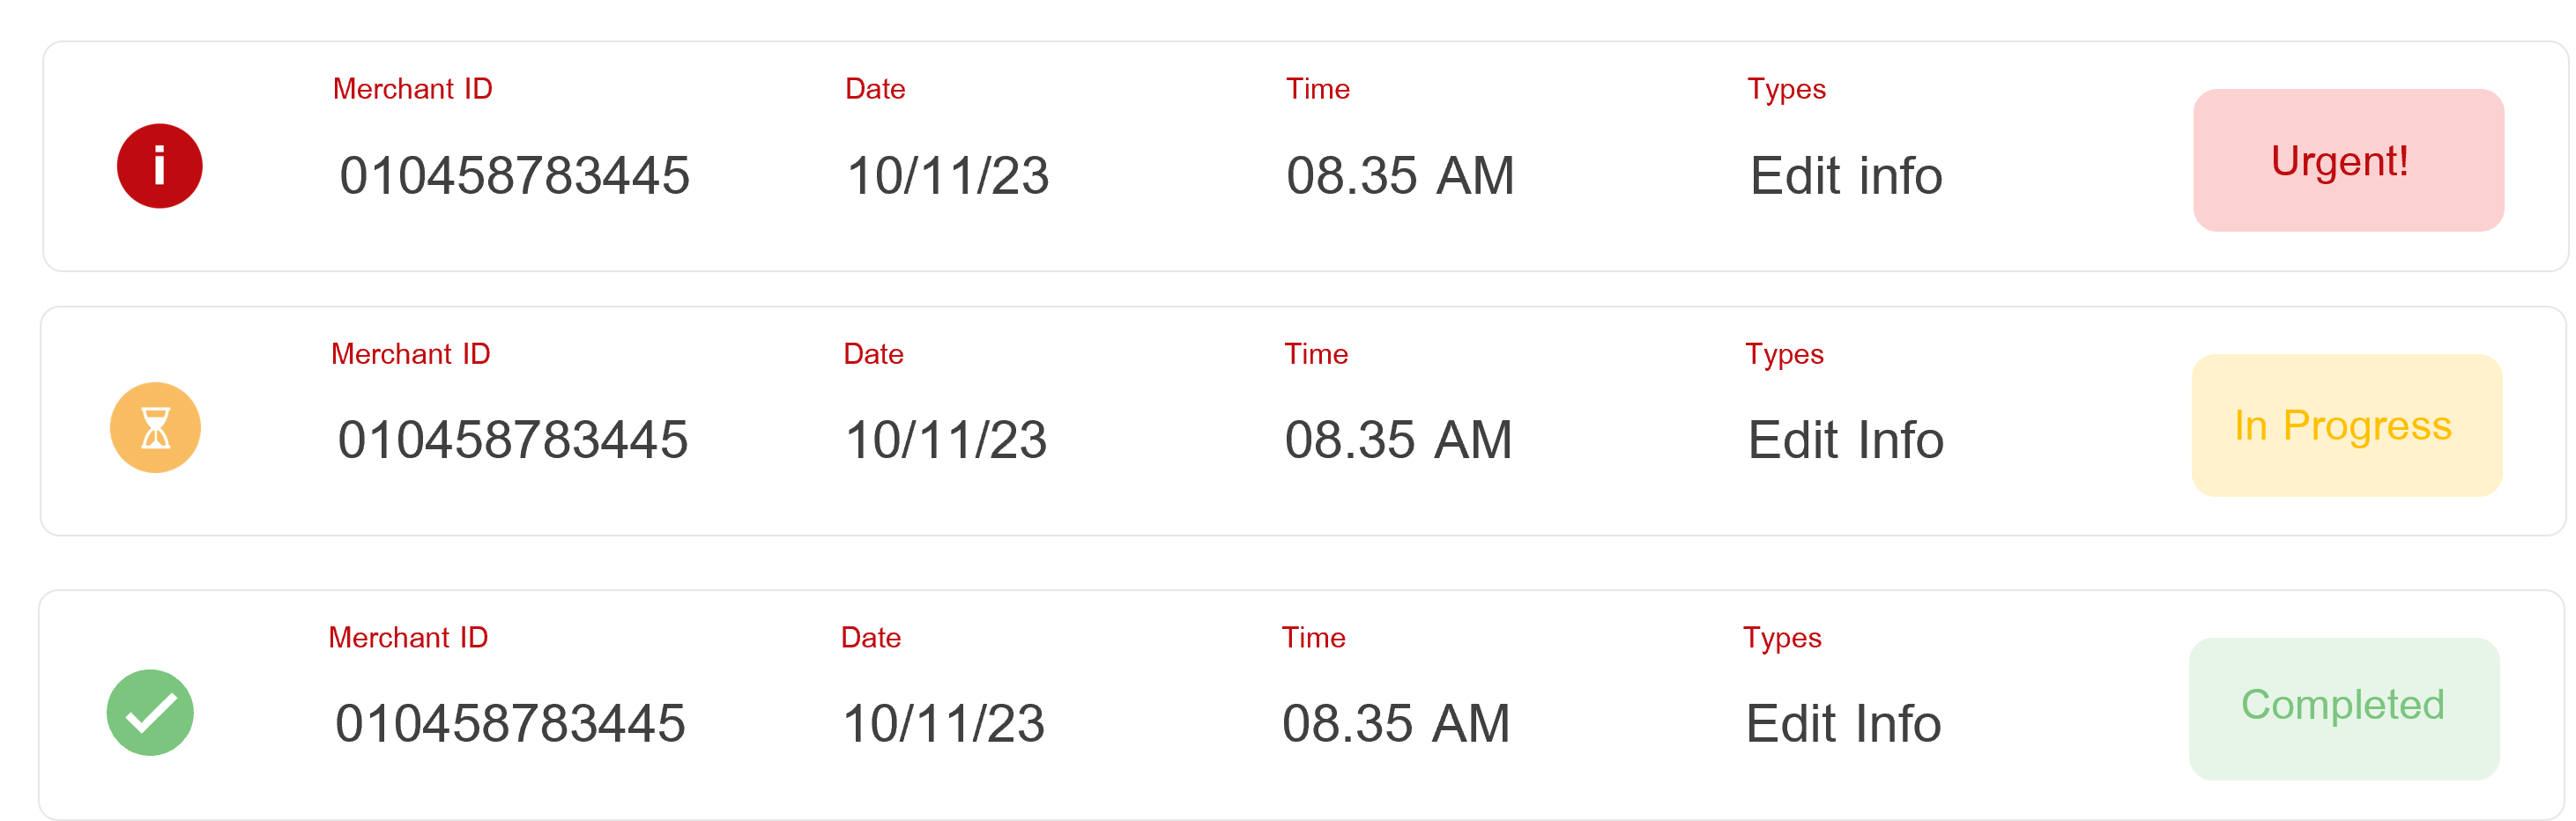 Merchant ID Date Time Types
010458783445 10/11/23 08.35 AM Edit info Urgent!
Merchant ID Date Time Types
010458783445 10/11/23 08.35 AM Edit Info In Progress
Merchant ID Date Time Types
010458783445 10/11/23 08.35 AM Edit Info Completed